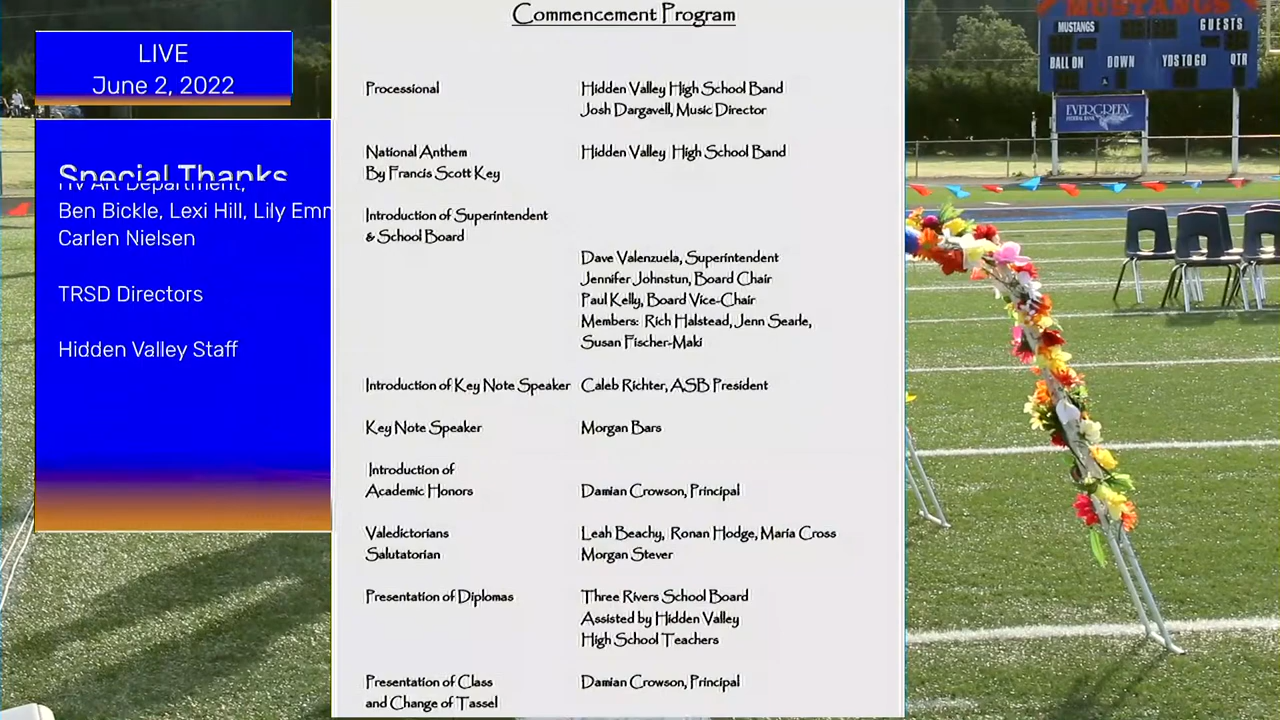 LIVE
June 2, 2022
Special Thanks
HV Art Department,
Ben Bickle, Lexi Hill, Lily
Carlen Nielsen
TRSD Directors
Hidden Valley Staff
Commencement Program
Processional Hidden Valley High School Band
Josh Dargavell, Music Director
National Anthem Hidden Valley High School Band
By Francis Scott Key
Introduction of Superintendent
& School Board
Dave Valenzuela, Superintendent
Jennifer Johnstun, Board Chair
Paul Kelly, Board Vice-Chair
Members: Rich Halstead, Jenn Searle,
Susan Fischer-Maki
Introduction of Key Note Speaker Caleb Richter, ASB President
Key Note Speaker Morgan Bars
Introduction of
Academic Honors Damian Crowson, Principal
Valedictorians Leah Beachy, Ronan Hodge, Maria Cross
Salutatorian Morgan Stever
Presentation of Diplomas Three Rivers School Board
Assisted by Hidden Valley
High School Teachers
Presentation of Class Damian Crowson, Principal
and Change of Tassel
MUSTANGS
MUSTANGS GUESTS
BALL ON DOWN YDS TO GO QTR
EVERGREEN
FEDERAL BANK